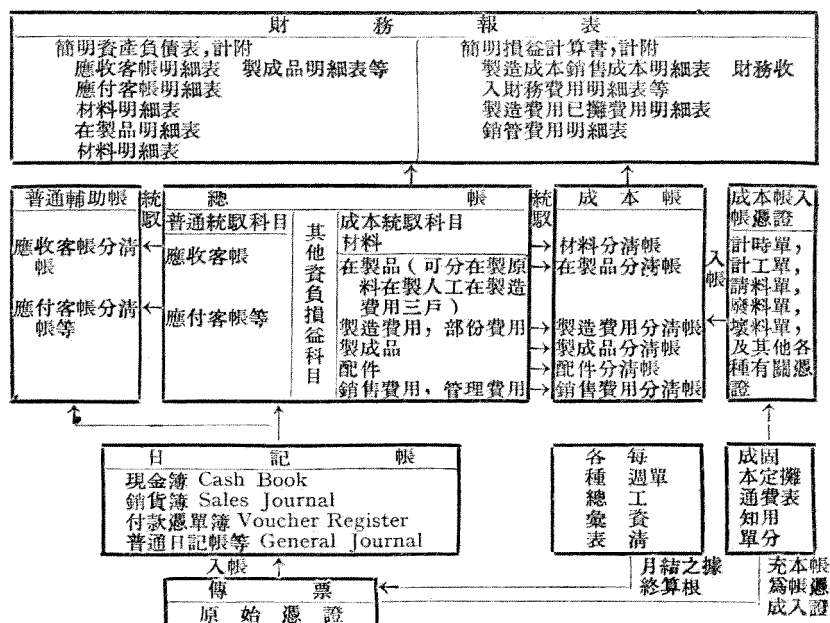 財務報表
簡明資產負債表,計附
應收客帳明細表 製成品明細表等
應付客帳明細表
材料明細表
在製品明細表
材料明細表
簡明損益計算書,計附
製造成本銷售成本明細表 財務收
入財務費用明細表等
製造費用已攤費用明細表
銷管費用明細表
普通輔助帳
應收客帳分清
帳
應付客帳分清
帳等
統馭
總帳
普通統馭科目
應收客帳
應付客帳等
其他資負損益科目
成本統馭科目
材料
在製品(可分在製原
料在製人工在製造
費用三戶)
製造費用,部份費用
製成品
配件
銷售費用,管理費用
統馭
成本帳
材料分清帳
在製品分清帳
製造費用分清帳
製成品分清帳
配件分清帳
銷售費用分清帳
入帳
成本帳入
帳憑證
計時單,
計工單,
請料單,
廢料單,
壞料單,
及其他各
種有關憑
證
日記帳
現金簿 Cash Book
銷貨簿 Sales Journal
付款憑單簿 Voucher Register
普通日記帳等 General Journal
各種總彙表
每週單工資清
成本通知單
固定攤費表用分
入帳
傳票
原始憑證
月結之據
終算根
充本帳
為帳憑
成入證